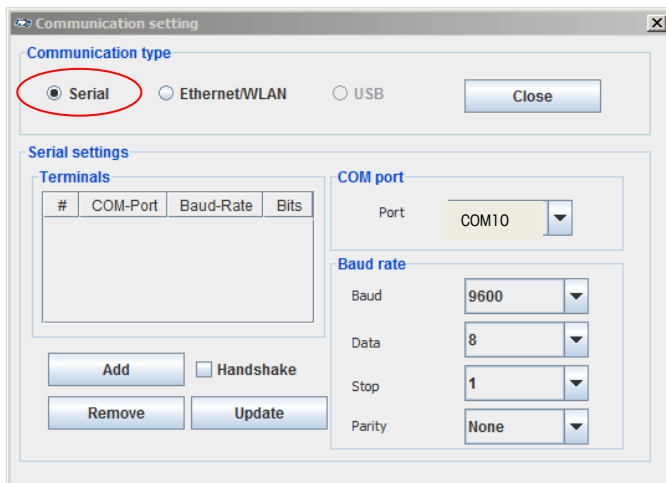 Communication setting
Communication type
Serial Ethernet/WLAN USB Close
Serial settings
Terminals
# COM-Port Baud-Rate Bits
Add Handshake
Remove Update
COM port
Port COM10
Baud rate
Baud 9600
Data 8
Stop 1
Parity None